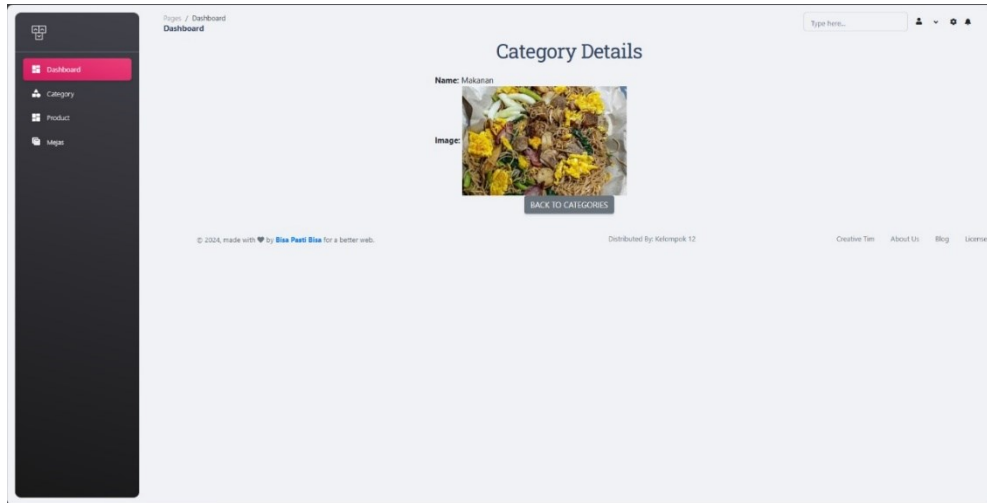 Pages / Dashboard
Dashboard
Type here...
Dashboard
Category
Product
Mejas
Category Details
Name: Makanan
Image:
BACK TO CATEGORIES
© 2024, made with ♥ by Bisa Pasti Bisa for a better web.
Distributed By: Kelompok 12
Creative Tim About Us Blog License